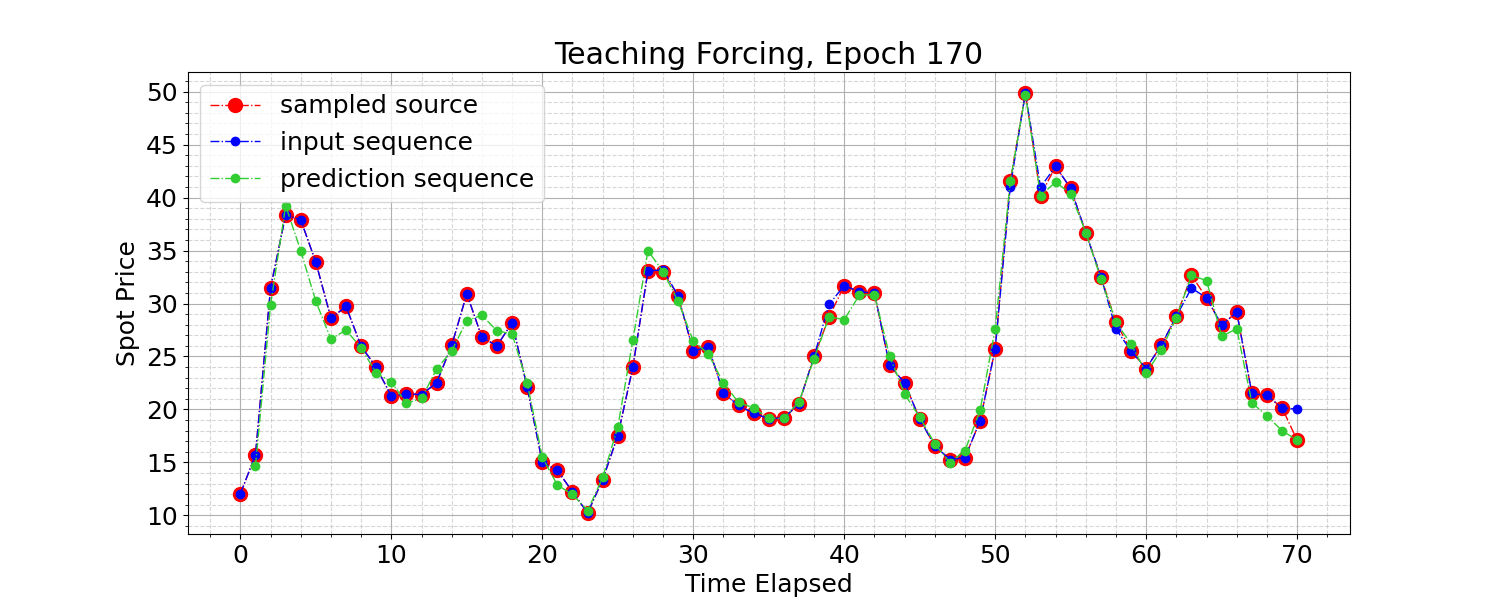 Teaching Forcing, Epoch 170
50
45
40
35
30
25
20
15
10
Spot Price
sampled source
input sequence
prediction sequence
0 10 20 30 40 50 60 70
Time Elapsed